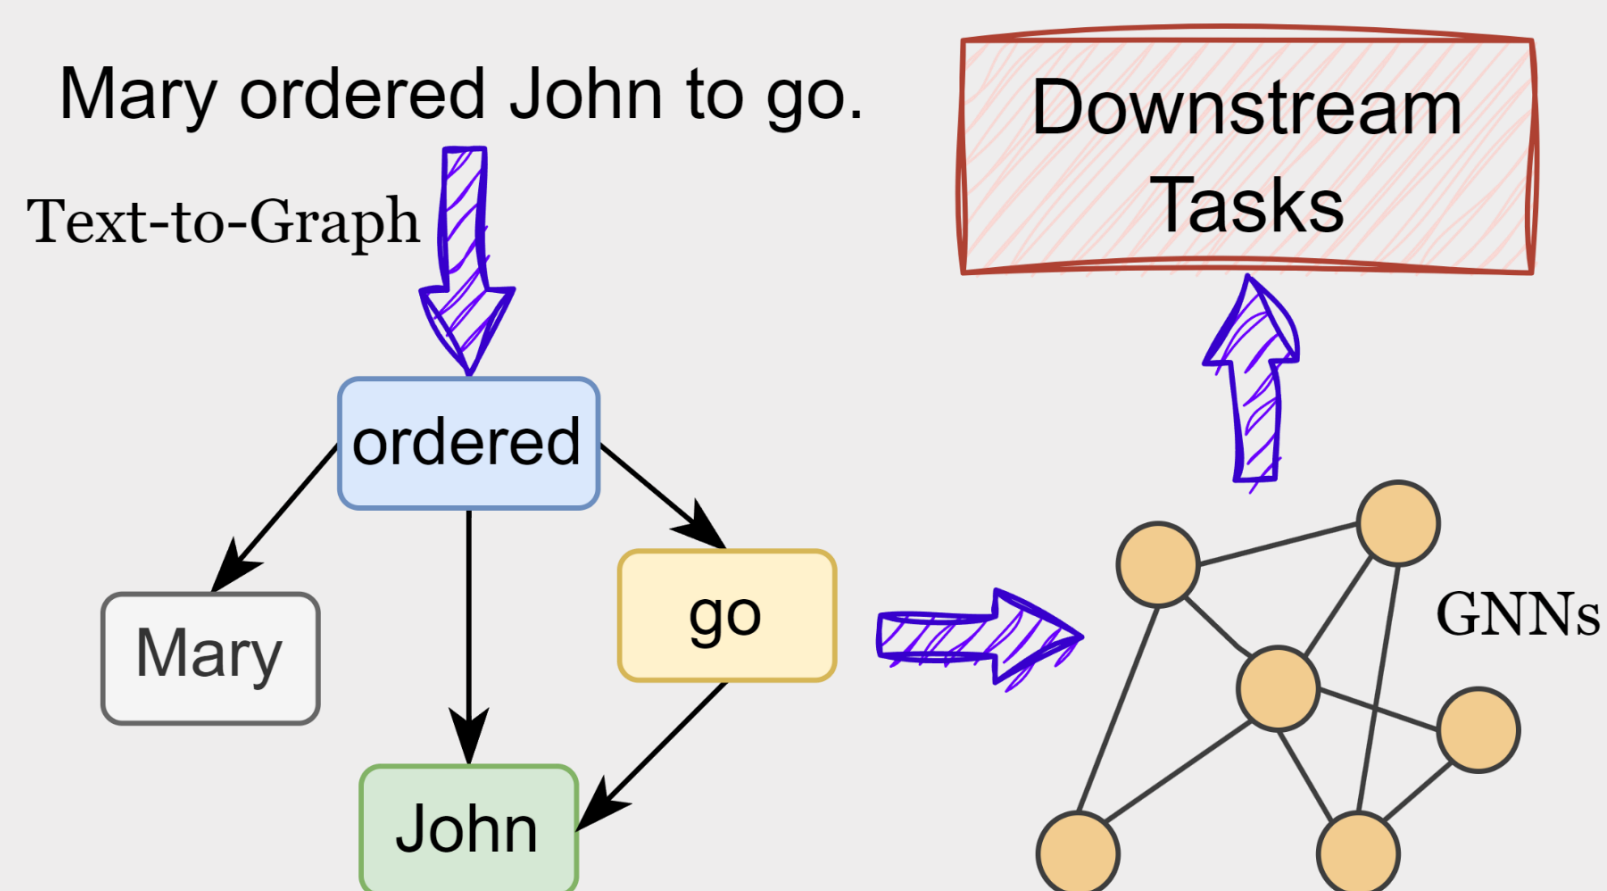 Mary ordered John to go.
Text-to-Graph
ordered
Mary
go
John
GNNs
Downstream
Tasks